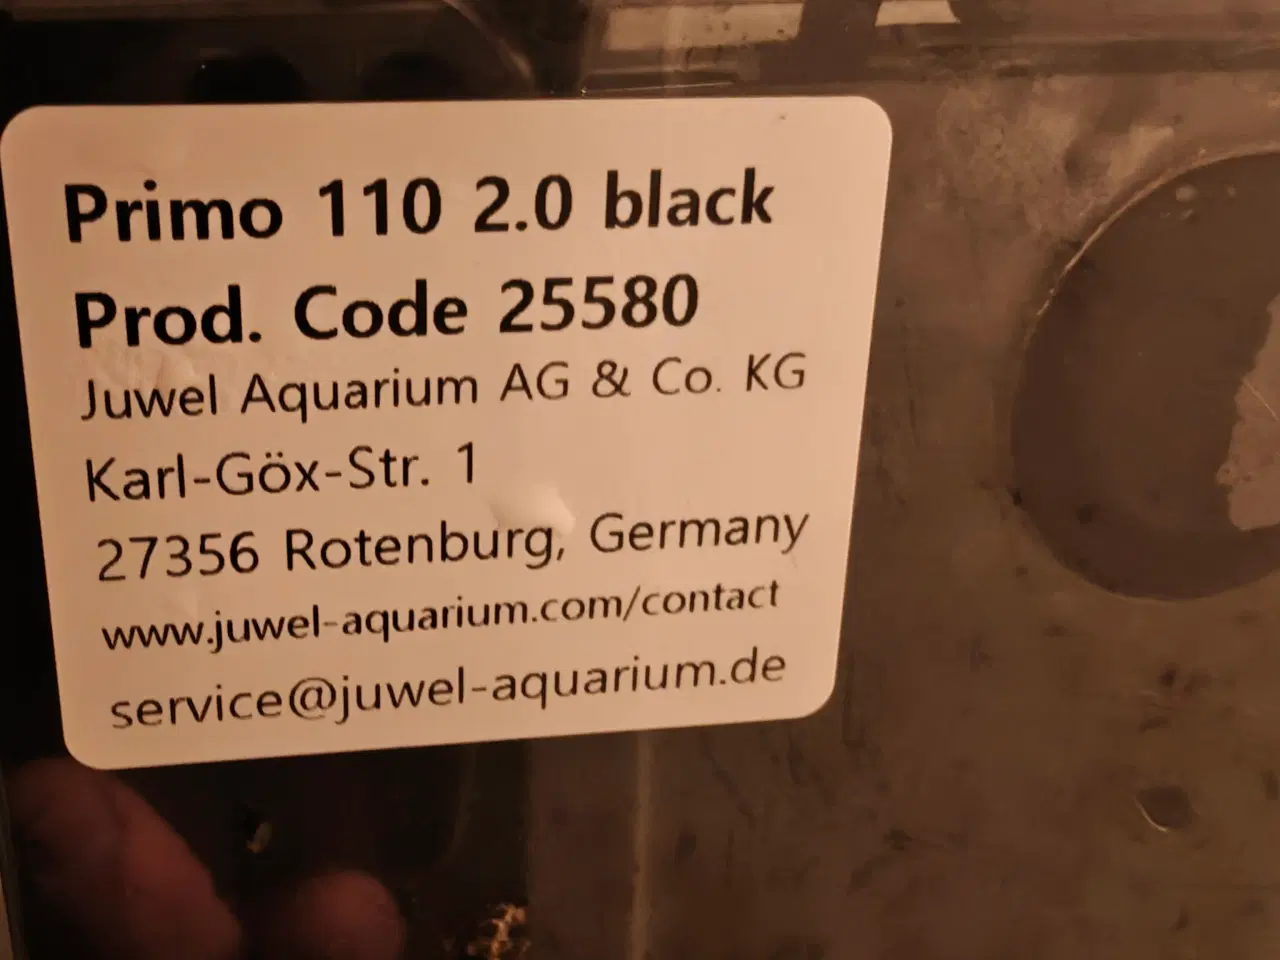 Primo 110 2.0 black
Prod. Code 25580
Juwel Aquarium AG & Co. KG
Karl-Göx-Str. 1
27356 Rotenburg, Germany
www.juwel-aquarium.com/contact
service@juwel-aquarium.de